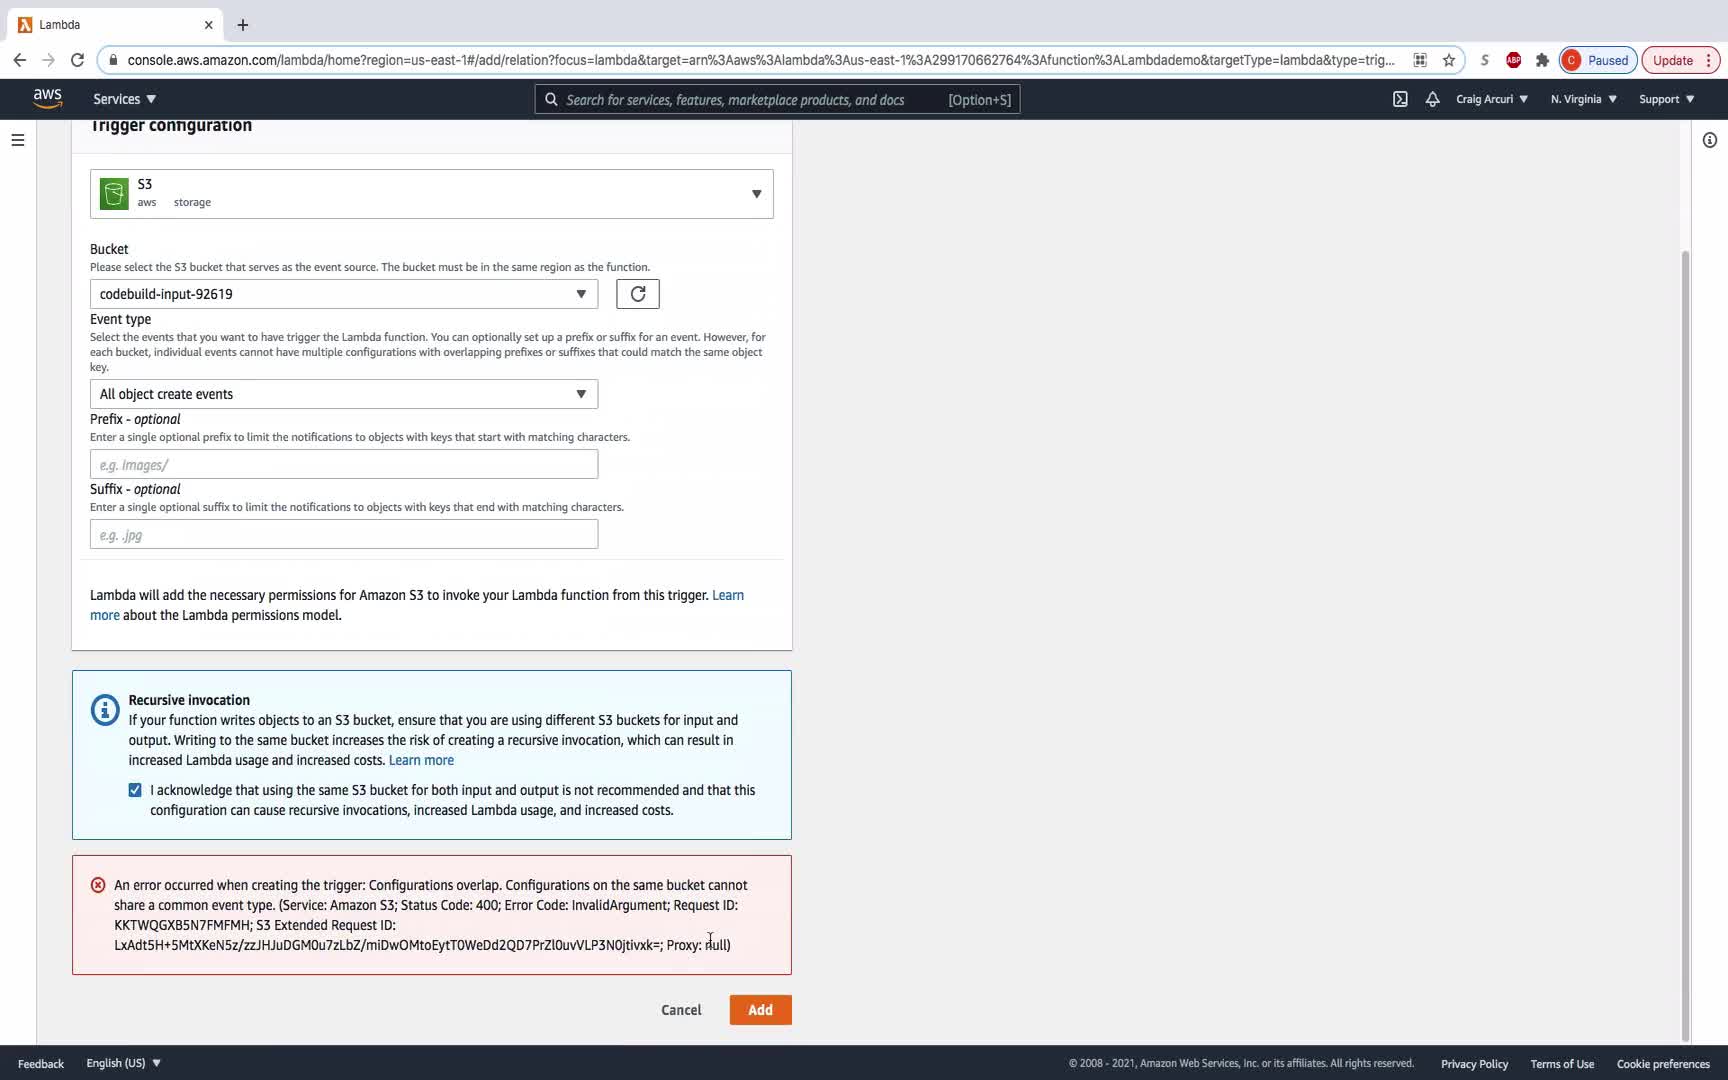 Lambda
console.aws.amazon.com/lambda/home?region=us-east-1#/add/relation?focus=lambda&target=arn%3Aaws%3Alambda%3Aus-east-1%3A299170662764%3Afunction%3ALambdademo&targetType=lambda&type=trig...
S
ABP
C Paused
Update
aws
Services
Search for services, features, marketplace products, and docs [Option+S]
Craig Arcuri
N. Virginia
Support
Trigger configuration
S3
aws storage
Bucket
Please select the S3 bucket that serves as the event source. The bucket must be in the same region as the function.
codebuild-input-92619
Event type
Select the events that you want to have trigger the Lambda function. You can optionally set up a prefix or suffix for an event. However, for
each bucket, individual events cannot have multiple configurations with overlapping prefixes or suffixes that could match the same object
key.
All object create events
Prefix - optional
Enter a single optional prefix to limit the notifications to objects with keys that start with matching characters.
e.g. images/
Suffix - optional
Enter a single optional suffix to limit the notifications to objects with keys that end with matching characters.
e.g. .jpg
Lambda will add the necessary permissions for Amazon S3 to invoke your Lambda function from this trigger. Learn
more about the Lambda permissions model.
Recursive invocation
If your function writes objects to an S3 bucket, ensure that you are using different S3 buckets for input and
output. Writing to the same bucket increases the risk of creating a recursive invocation, which can result in
increased Lambda usage and increased costs. Learn more
I acknowledge that using the same S3 bucket for both input and output is not recommended and that this
configuration can cause recursive invocations, increased Lambda usage, and increased costs.
An error occurred when creating the trigger: Configurations overlap. Configurations on the same bucket cannot
share a common event type. (Service: Amazon S3; Status Code: 400; Error Code: InvalidArgument; Request ID:
KKTWQGXB5N7FMFMH; S3 Extended Request ID:
LxAdt5H+5MtXKeN5z/zzJHJuDGM0u7zLbZ/miDwOMtoEytT0WeDd2QD7PrZl0uvVLP3N0jtivxk=; Proxy: null)
Cancel
Add
Feedback
English (US)
© 2008 - 2021, Amazon Web Services, Inc. or its affiliates. All rights reserved.
Privacy Policy
Terms of Use
Cookie preferences